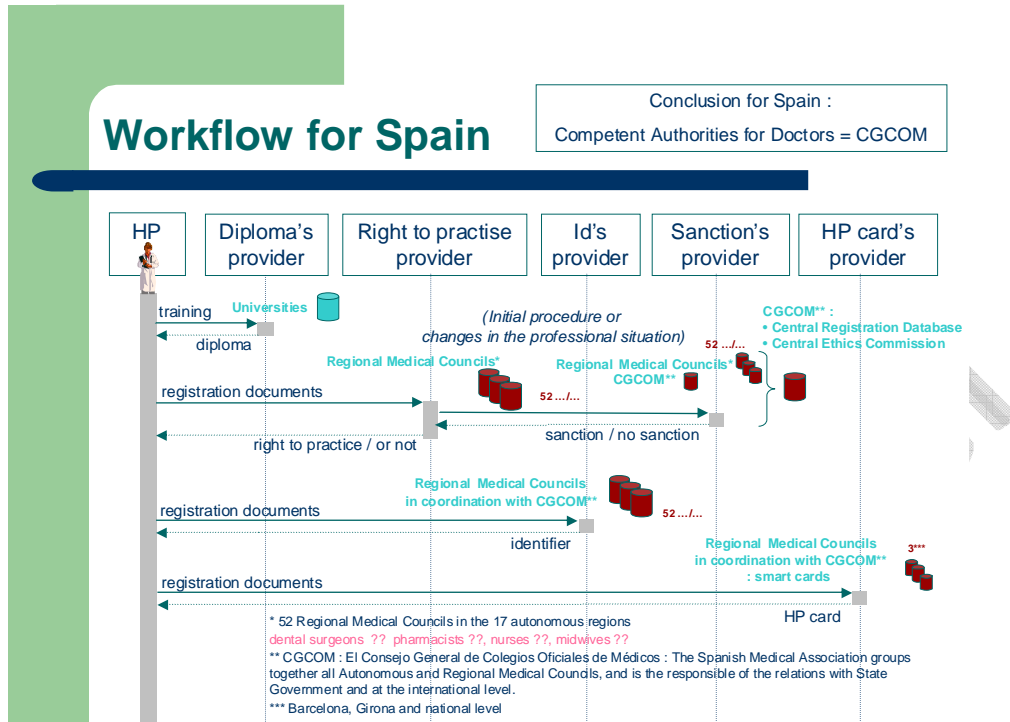 Conclusion for Spain :
Competent Authorities for Doctors = CGCOM
Workflow for Spain
HP
Diploma's
provider
Right to practise
provider
Id's
provider
Sanction's
provider
HP card's
provider
training
Universities
diploma
(Initial procedure or
changes in the professional situation)
CGCOM** :
• Central Registration Database
• Central Ethics Commission
52 .../...
Regional Medical Councils*
Regional Medical Councils*
CGCOM**
registration documents
52 .../...
sanction / no sanction
right to practice / or not
Regional Medical Councils
in coordination with CGCOM**
registration documents
52 .../...
identifier
Regional Medical Councils
in coordination with CGCOM**
: smart cards
3***
registration documents
HP card
* 52 Regional Medical Councils in the 17 autonomous regions
dental surgeons ?? pharmacists ??, nurses ??, midwives ??
** CGCOM : El Consejo General de Colegios Oficiales de Médicos : The Spanish Medical Association groups
together all Autonomous and Regional Medical Councils, and is the responsible of the relations with State
Government and at the international level.
*** Barcelona, Girona and national level